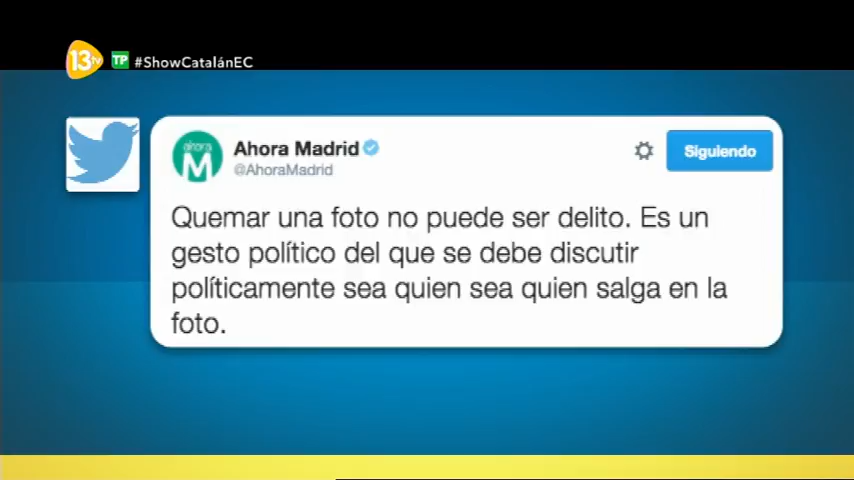 13tv TP #ShowCatalánEC
ahora M Ahora Madrid Siguiendo
@AhoraMadrid
Quemar una foto no puede ser delito. Es un
gesto político del que se debe discutir
políticamente sea quien sea quien salga en la
foto.